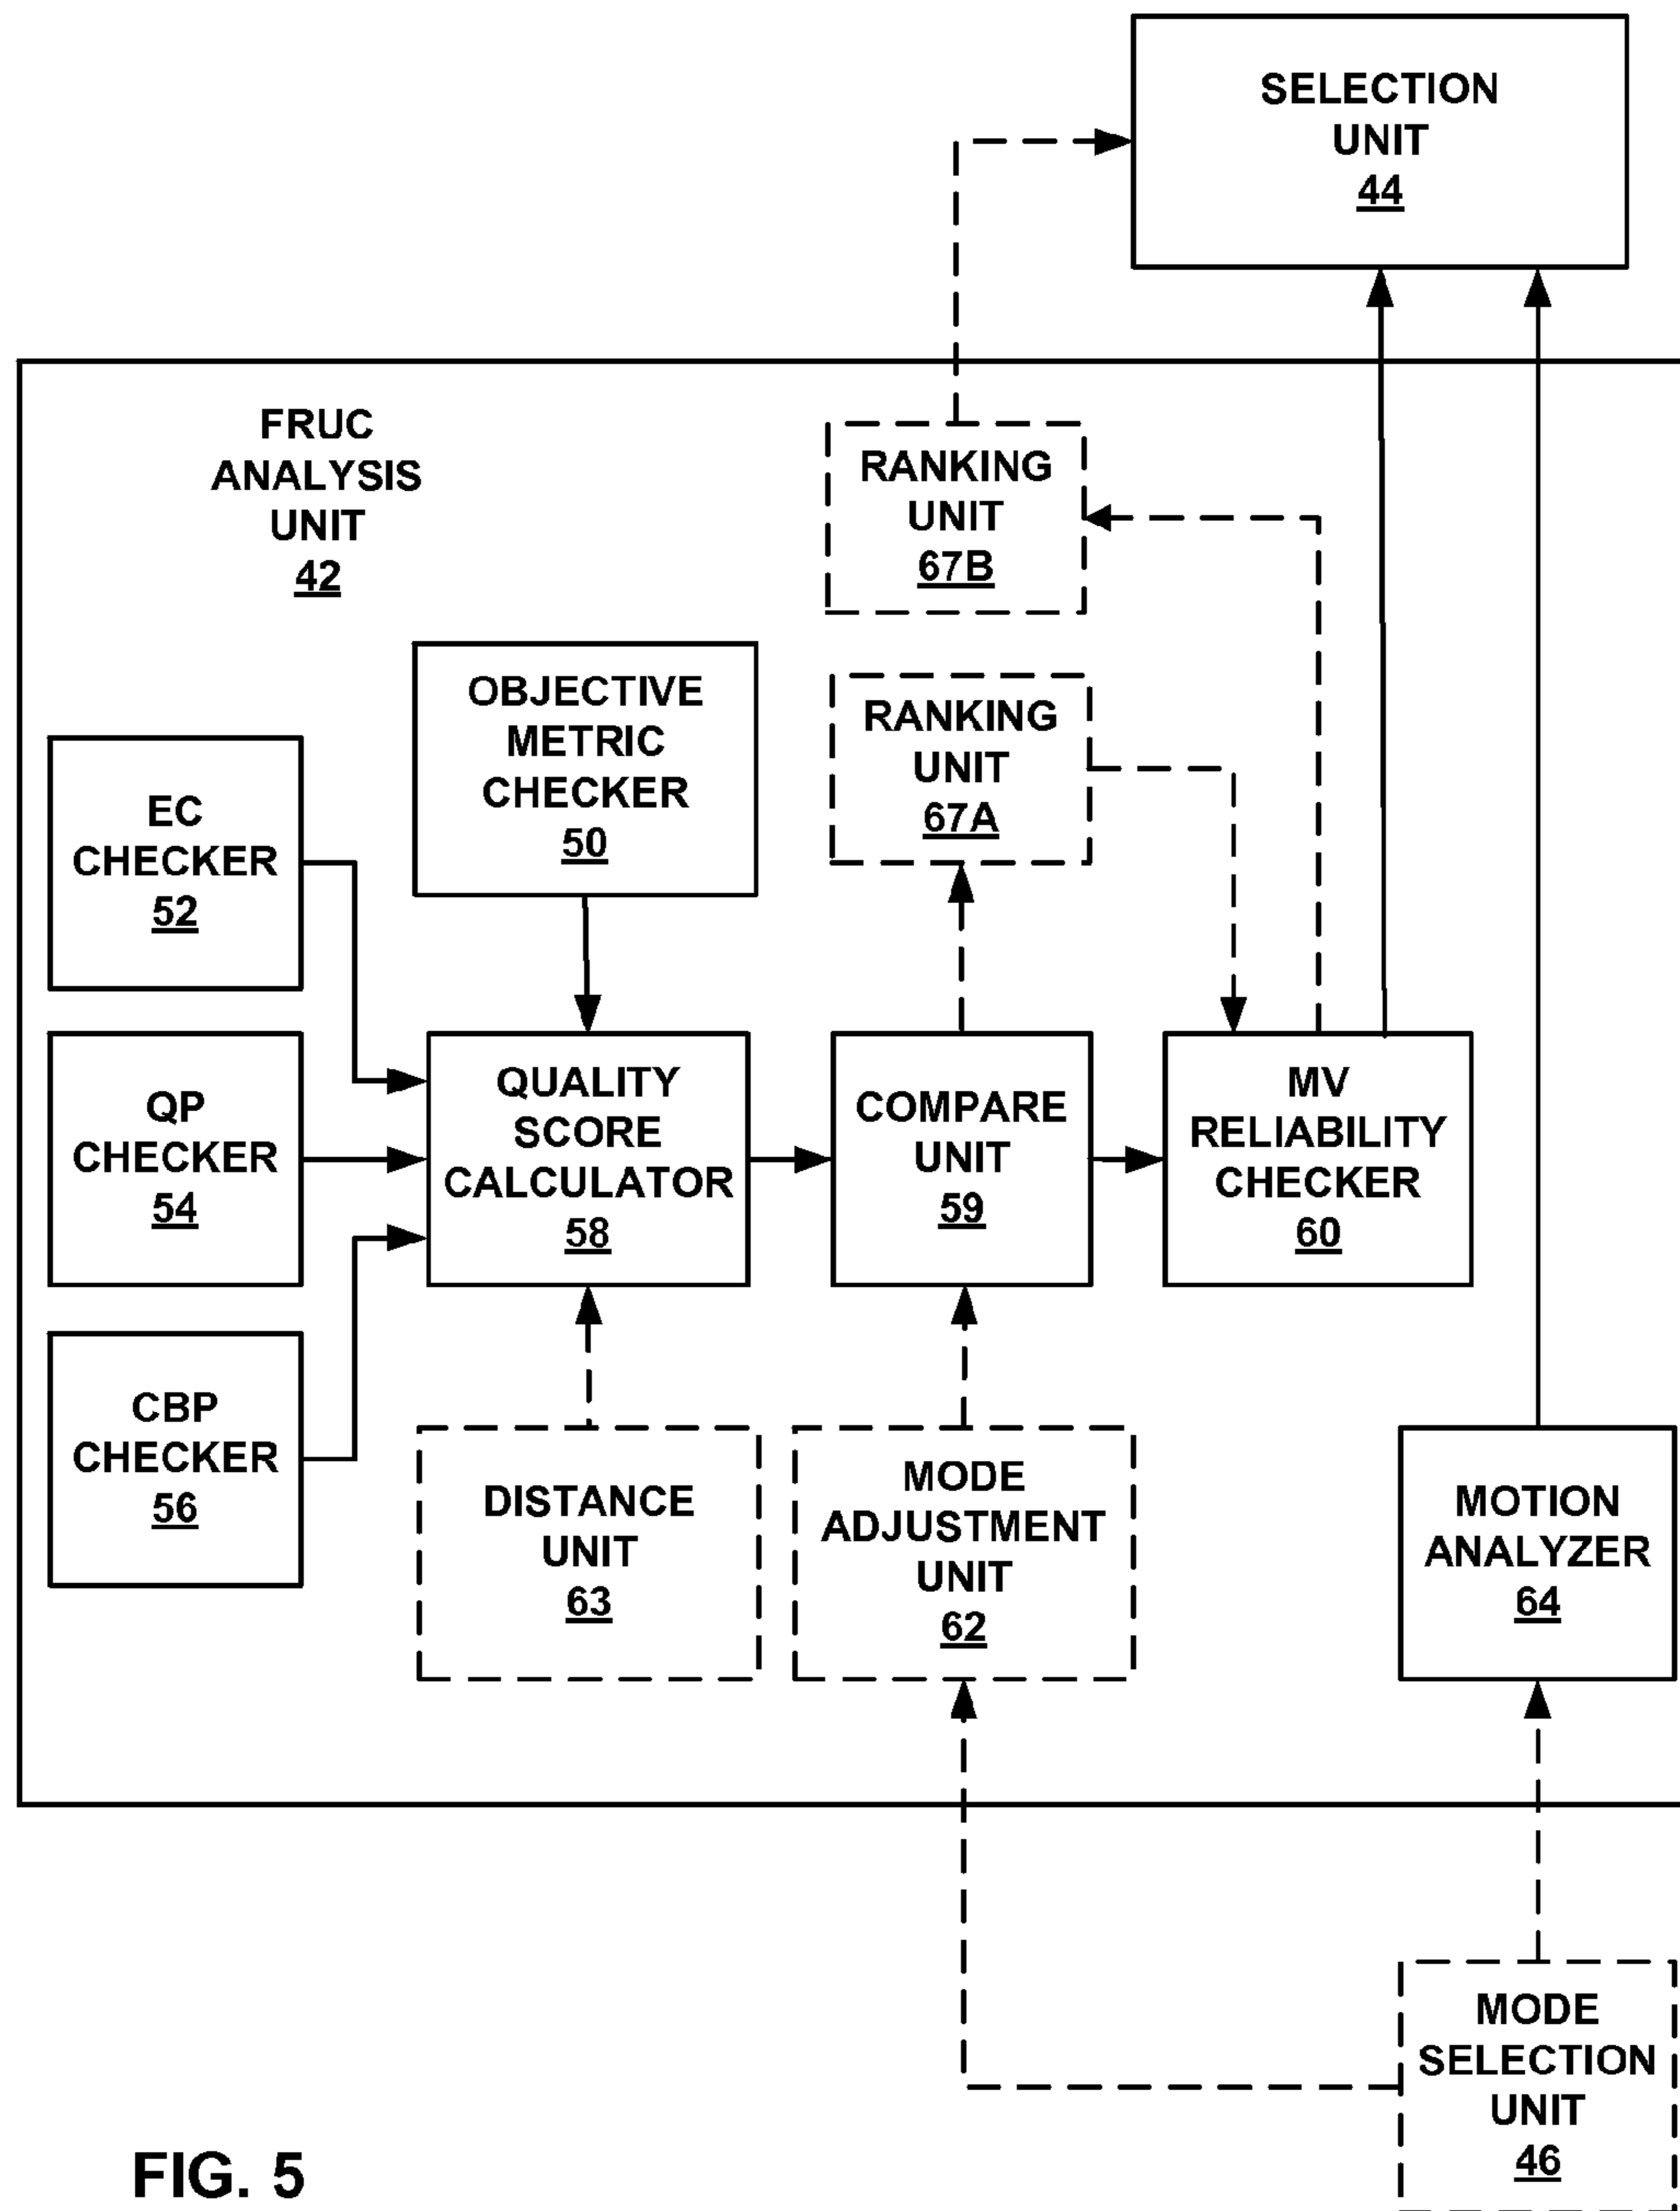 SELECTION
UNIT
44
FRUC
ANALYSIS
UNIT
42
RANKING
UNIT
67B
OBJECTIVE
METRIC
CHECKER
50
RANKING
UNIT
67A
EC
CHECKER
52
QP
CHECKER
54
QUALITY
SCORE
CALCULATOR
58
COMPARE
UNIT
59
MV
RELIABILITY
CHECKER
60
CBP
CHECKER
56
DISTANCE
UNIT
63
MODE
ADJUSTMENT
UNIT
62
MOTION
ANALYZER
64
MODE
SELECTION
UNIT
46
FIG. 5